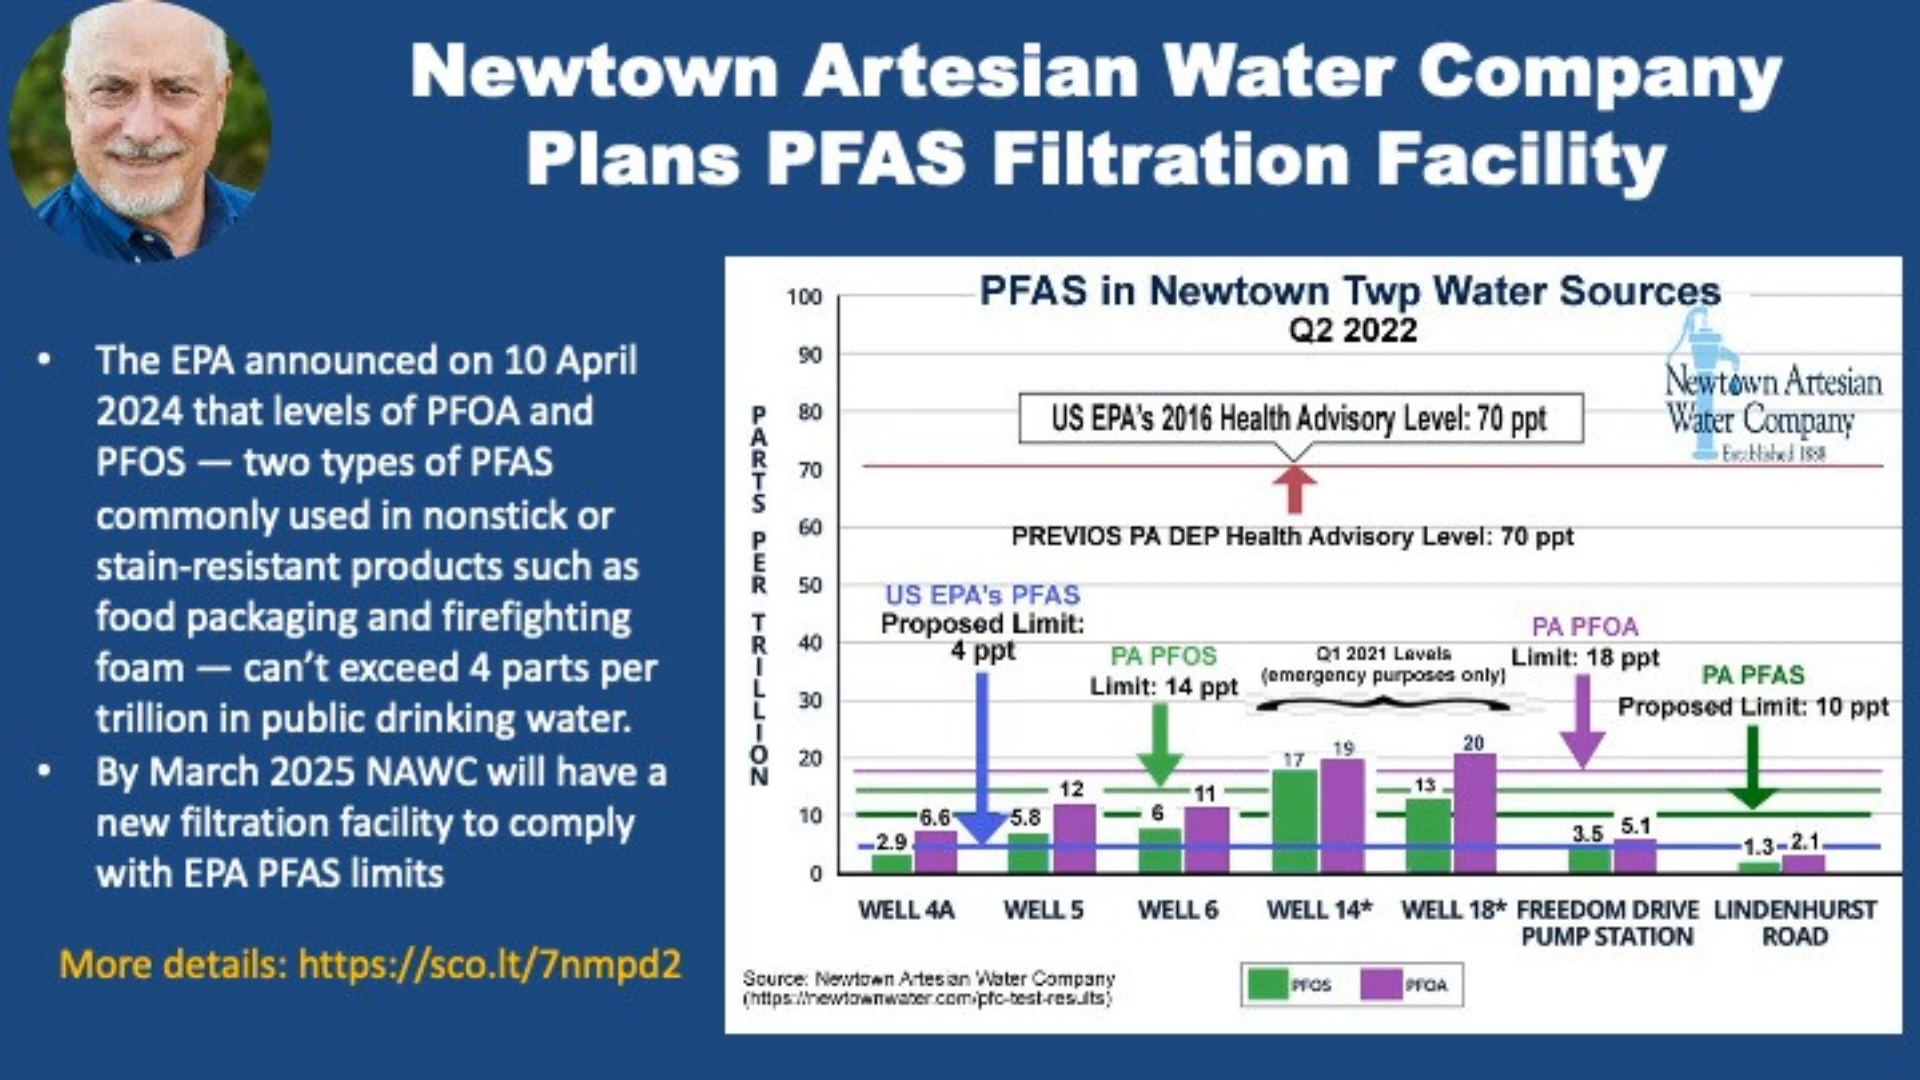 Newtown Artesian Water Company
Plans PFAS Filtration Facility
• The EPA announced on 10 April
2024 that levels of PFOA and
PFOS — two types of PFAS
commonly used in nonstick or
stain-resistant products such as
food packaging and firefighting
foam — can't exceed 4 parts per
trillion in public drinking water.
• By March 2025 NAWC will have a
new filtration facility to comply
with EPA PFAS limits
More details: https://sco.lt/7nmpd2
PFAS in Newtown Twp Water Sources
Q2 2022
Newtown Artesian
Water Company
Established 1888
PARTS PER TRILLION
100
90
80
70
60
50
40
30
20
10
0
US EPA's 2016 Health Advisory Level: 70 ppt
PREVIOS PA DEP Health Advisory Level: 70 ppt
US EPA's PFAS
Proposed Limit:
4 ppt
PA PFOS
Limit: 14 ppt
Q1 2021 Levels
(emergency purposes only)
PA PFOA
Limit: 18 ppt
PA PFAS
Proposed Limit: 10 ppt
2.9 6.6 5.8 12 6 11 17 19 13 20 3.5 5.1 1.3 2.1
WELL 4A WELL 5 WELL 6 WELL 14* WELL 18* FREEDOM DRIVE LINDENHURST
PUMP STATION ROAD
Source: Newtown Artesian Water Company
(https://newtownwater.com/pfc-test-results)
PFOS PFOA